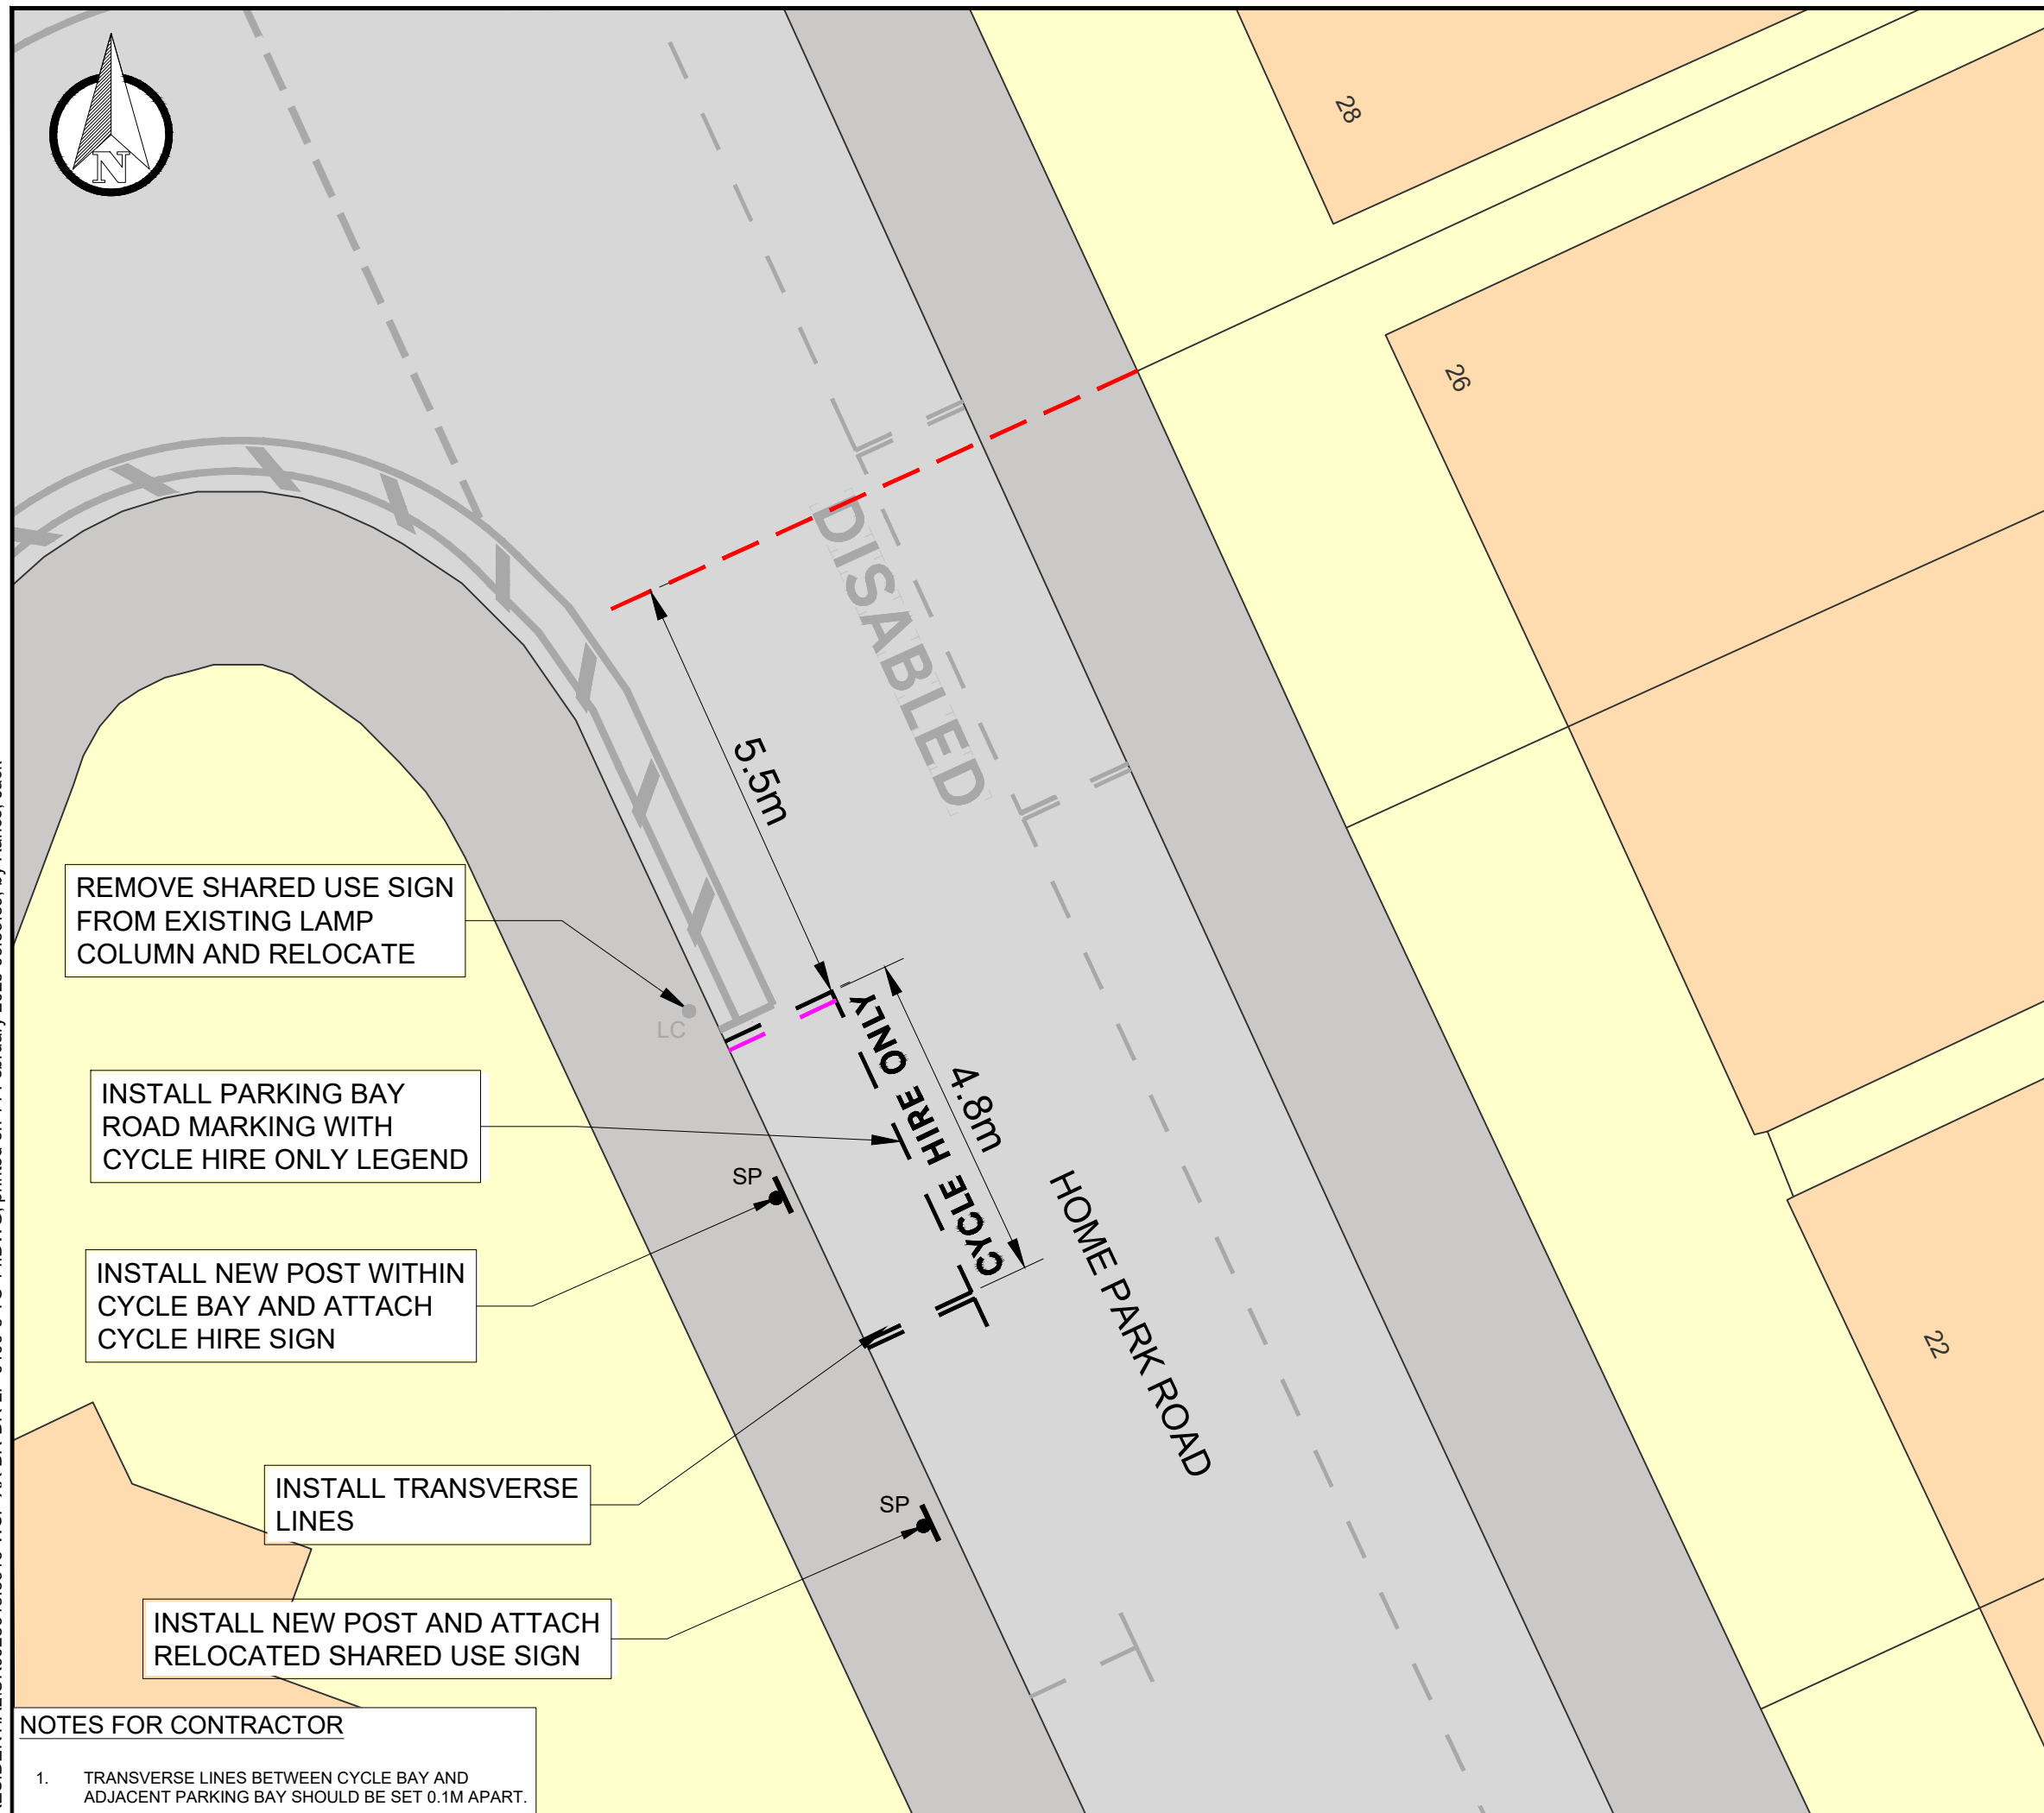 N
28
26
DISABLED
5.5m
REMOVE SHARED USE SIGN
FROM EXISTING LAMP
COLUMN AND RELOCATE
LC
CYCLE HIRE ONLY
4.8m
INSTALL PARKING BAY
ROAD MARKING WITH
CYCLE HIRE ONLY LEGEND
SP
HOME PARK ROAD
INSTALL NEW POST WITHIN
CYCLE BAY AND ATTACH
CYCLE HIRE SIGN
22
INSTALL TRANSVERSE
LINES
SP
INSTALL NEW POST AND ATTACH
RELOCATED SHARED USE SIGN
NOTES FOR CONTRACTOR
1. TRANSVERSE LINES BETWEEN CYCLE BAY AND
ADJACENT PARKING BAY SHOULD BE SET 0.1M APART.